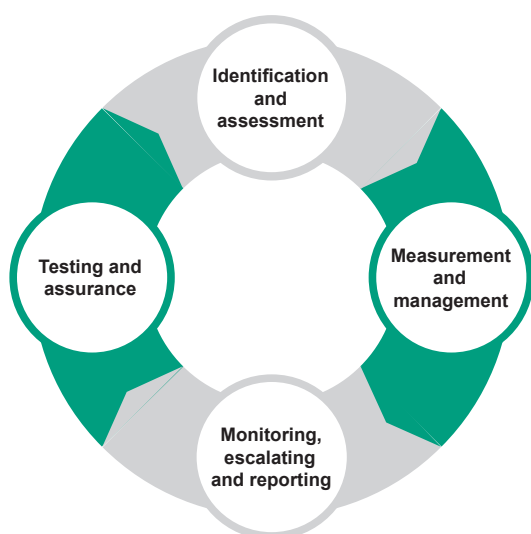 Identification
and
assessment
Measurement
and
management
Monitoring,
escalating
and reporting
Testing and
assurance